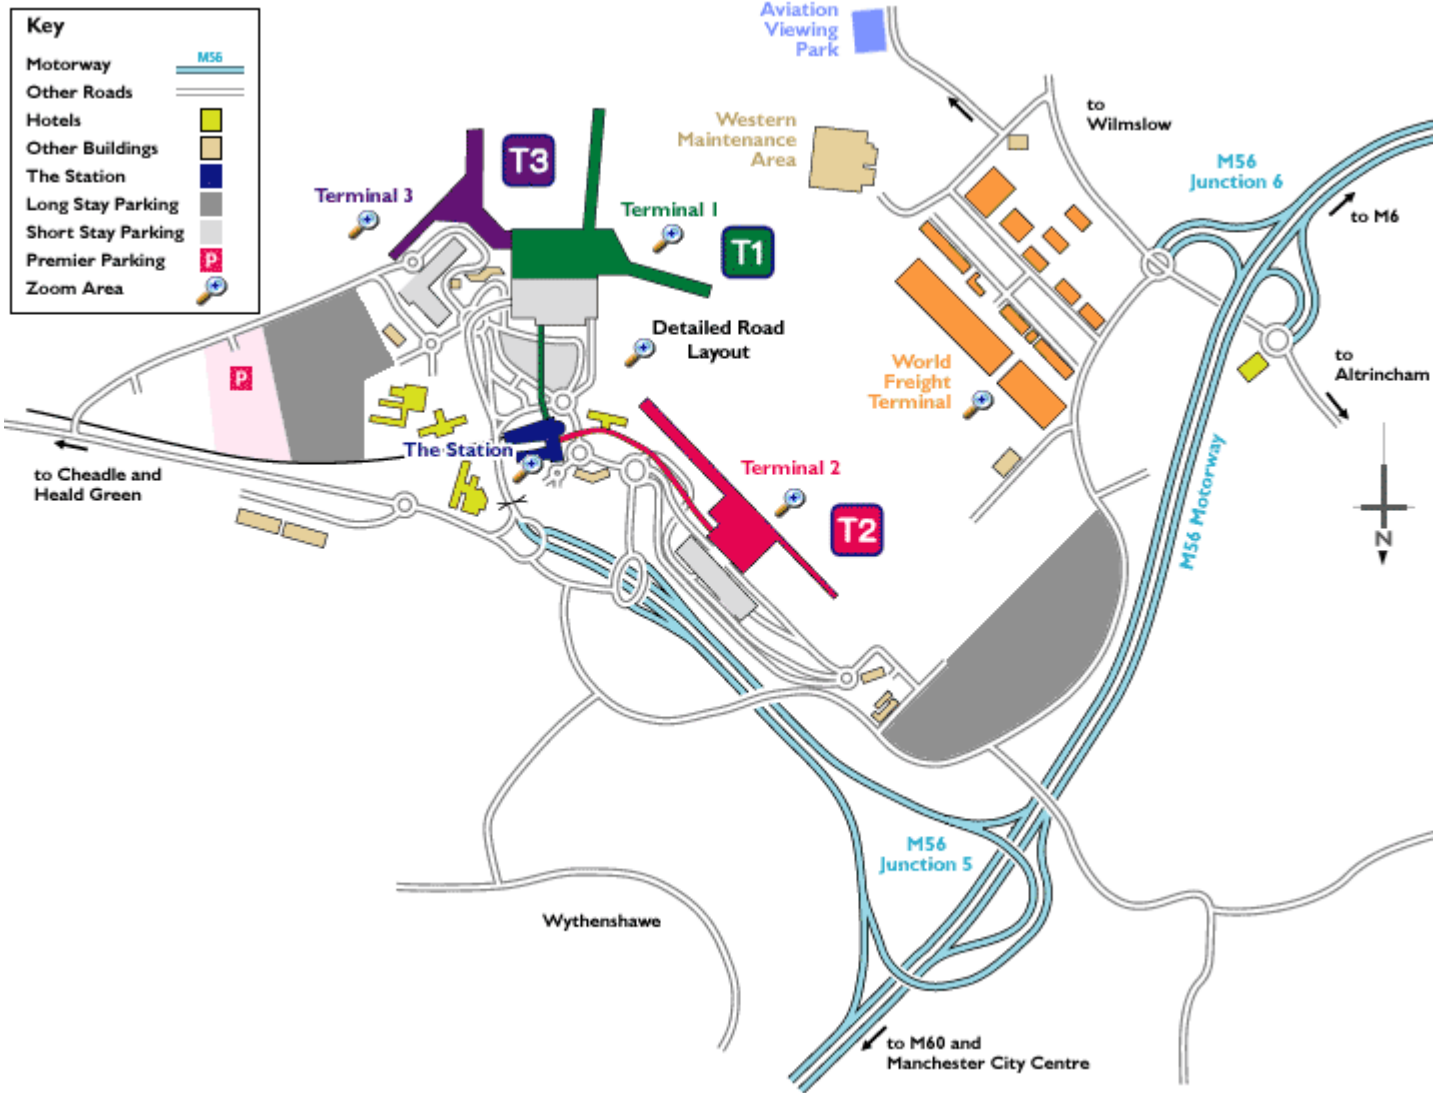 Key
Motorway
M56
Other Roads
Hotels
Other Buildings
The Station
Long Stay Parking
Short Stay Parking
Premier Parking
P
Zoom Area
Aviation
Viewing
Park
Western
Maintenance
Area
to
Wilmslow
M56
Junction 6
to M6
T3
Terminal 3
Terminal 1
T1
Detailed Road
Layout
World
Freight
Terminal
to
Altrincham
P
The Station
to Cheadle and
Heald Green
Terminal 2
T2
M56 Motorway
N
M56
Junction 5
Wythenshawe
to M60 and
Manchester City Centre